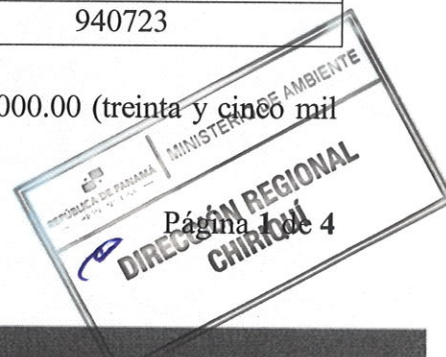 940723
000.00 (treinta y cinco mil
REPÚBLICA DE PANAMÁ
MINISTERIO DE AMBIENTE
DIRECCIÓN REGIONAL
CHIRIQUÍ
Página 1 de 4